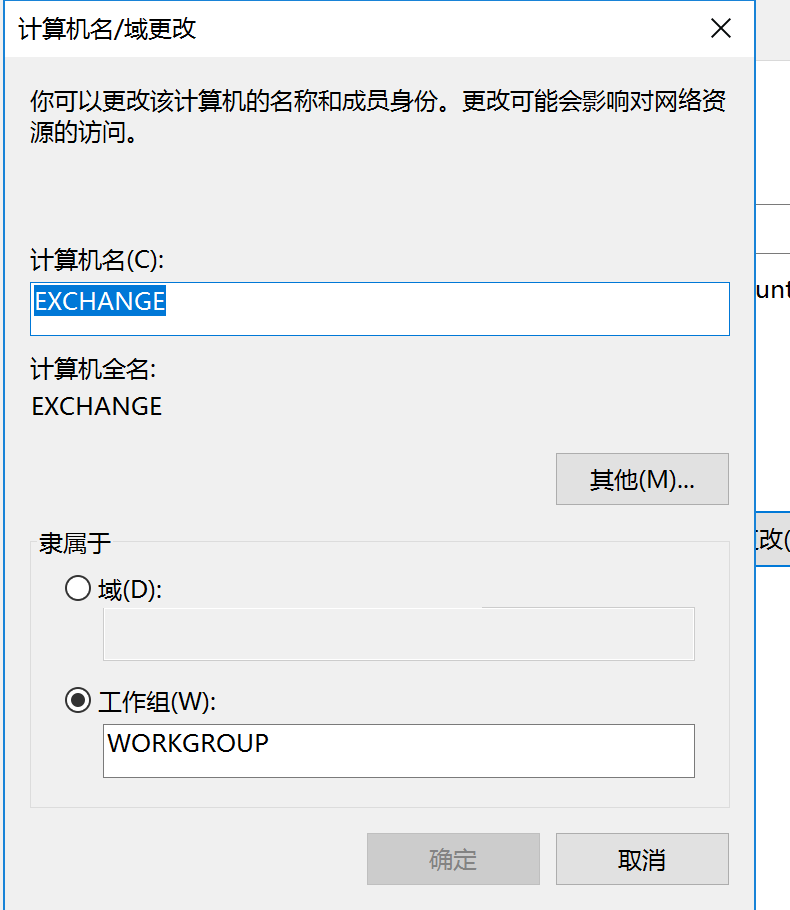 计算机名/域更改
你可以更改该计算机的名称和成员身份。更改可能会影响对网络资
源的访问。
计算机名(C):
EXCHANGE
计算机全名:
EXCHANGE
其他(M)...
隶属于
域(D):
工作组(W):
WORKGROUP
确定
取消
unt
改(